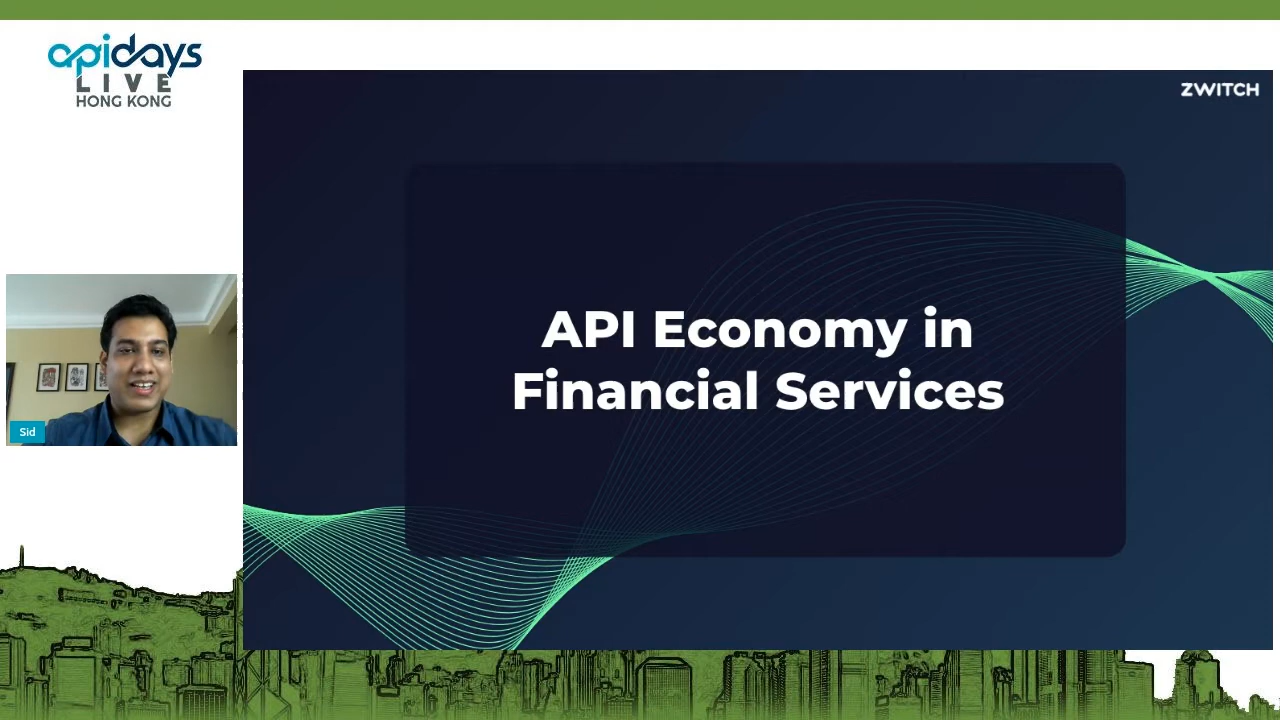 apidays
LIVE
HONG KONG
ZWITCH
API Economy in
Financial Services
Sid